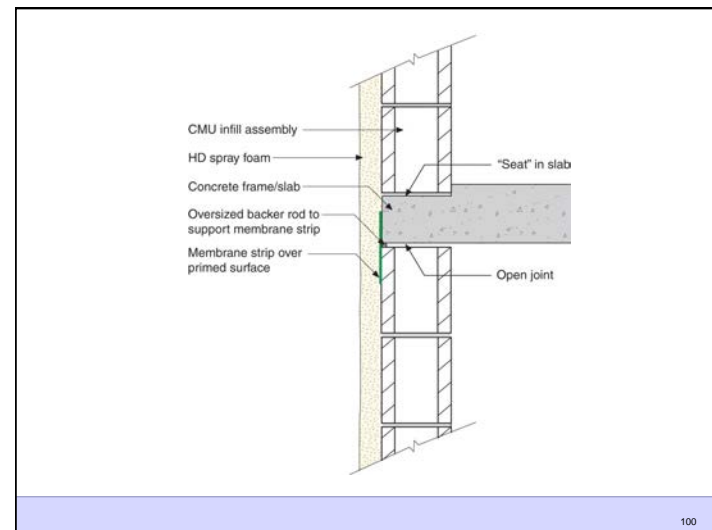 CMU infill assembly
HD spray foam
Concrete frame/slab
Oversized backer rod to
support membrane strip
Membrane strip over
primed surface
"Seat" in slab
Open joint
100